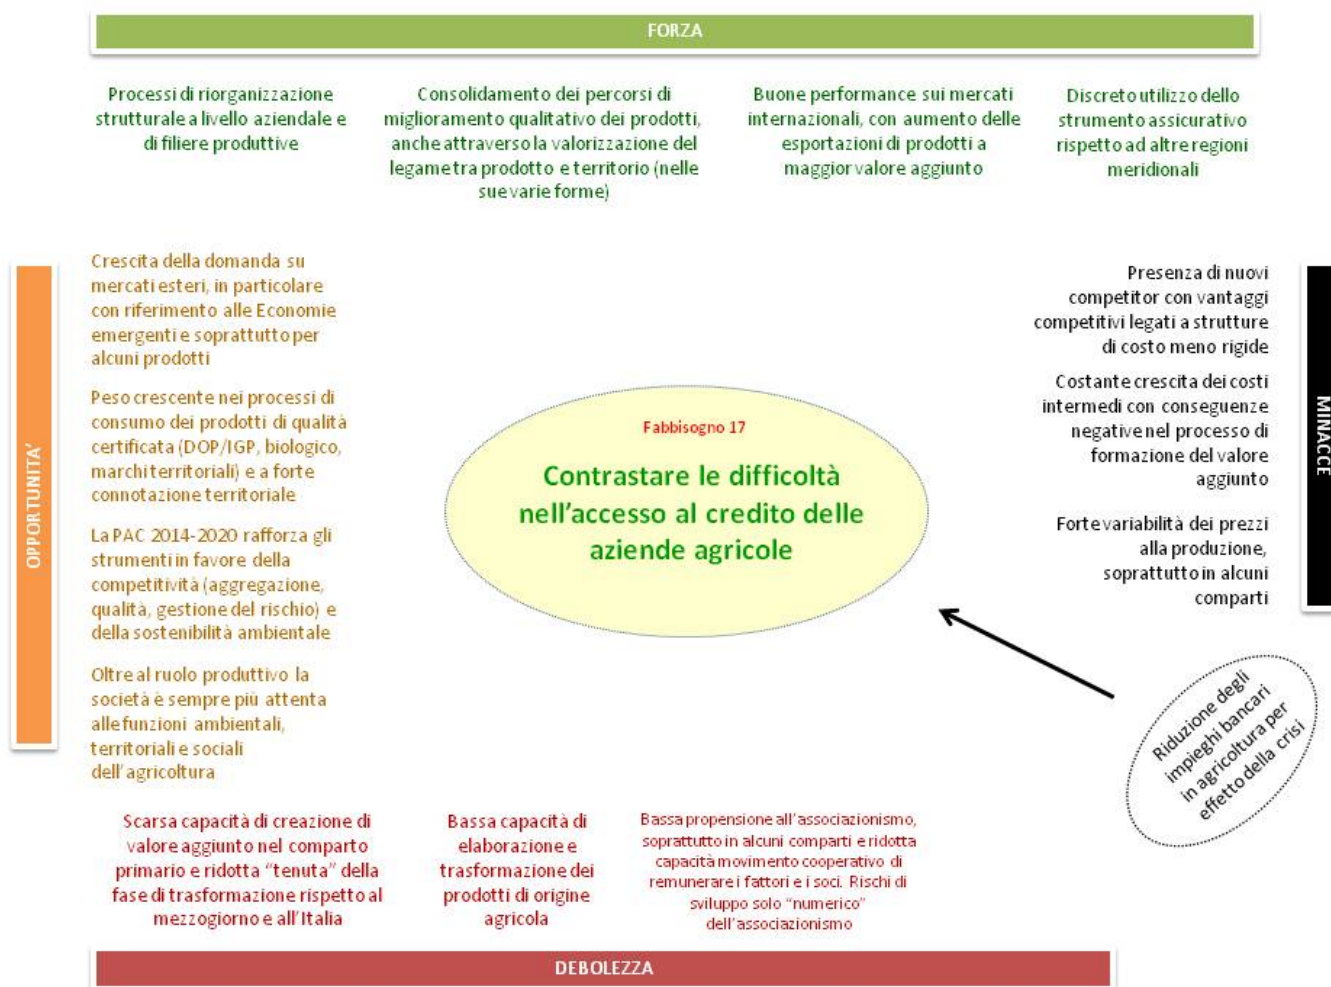 FORZA
Processi di riorganizzazione
strutturale a livello aziendale e
di filiere produttive
Consolidamento dei percorsi di
miglioramento qualitativo dei prodotti,
anche attraverso la valorizzazione del
legame tra prodotto e territorio (nelle
sue varie forme)
Buone performance sui mercati
internazionali, con aumento delle
esportazioni di prodotti a
maggior valore aggiunto
Discreto utilizzo dello
strumento assicurativo
rispetto ad altre regioni
meridionali
OPPORTUNITA'
Crescita della domanda su
mercati esteri, in particolare
con riferimento alle Economie
emergenti e soprattutto per
alcuni prodotti
Peso crescente nei processi di
consumo dei prodotti di qualità
certificata (DOP/IGP, biologico,
marchi territoriali) e a forte
connotazione territoriale
La PAC 2014-2020 rafforza gli
strumenti in favore della
competitività (aggregazione,
qualità, gestione del rischio) e
della sostenibilità ambientale
Oltre al ruolo produttivo la
società è sempre più attenta
alle funzioni ambientali,
territoriali e sociali
dell'agricoltura
Fabbisogno 17
Contrastare le difficoltà
nell'accesso al credito delle
aziende agricole
Presenza di nuovi
competitor con vantaggi
competitivi legati a strutture
di costo meno rigide
Costante crescita dei costi
intermedi con conseguenze
negative nel processo di
formazione del valore
aggiunto
Forte variabilità dei prezzi
alla produzione,
soprattutto in alcuni
comparti
MINACCE
Riduzione degli
impieghi bancari
in agricoltura per
effetto della crisi
Scarsa capacità di creazione di
valore aggiunto nel comparto
primario e ridotta "tenuta" della
fase di trasformazione rispetto al
mezzogiorno e all'Italia
Bassa capacità di
elaborazione e
trasformazione dei
prodotti di origine
agricola
Bassa propensione all'associazionismo,
soprattutto in alcuni comparti e ridotta
capacità movimento cooperativo di
remunerare i fattori e i soci. Rischi di
sviluppo solo "numerico"
dell'associazionismo
DEBOLEZZA